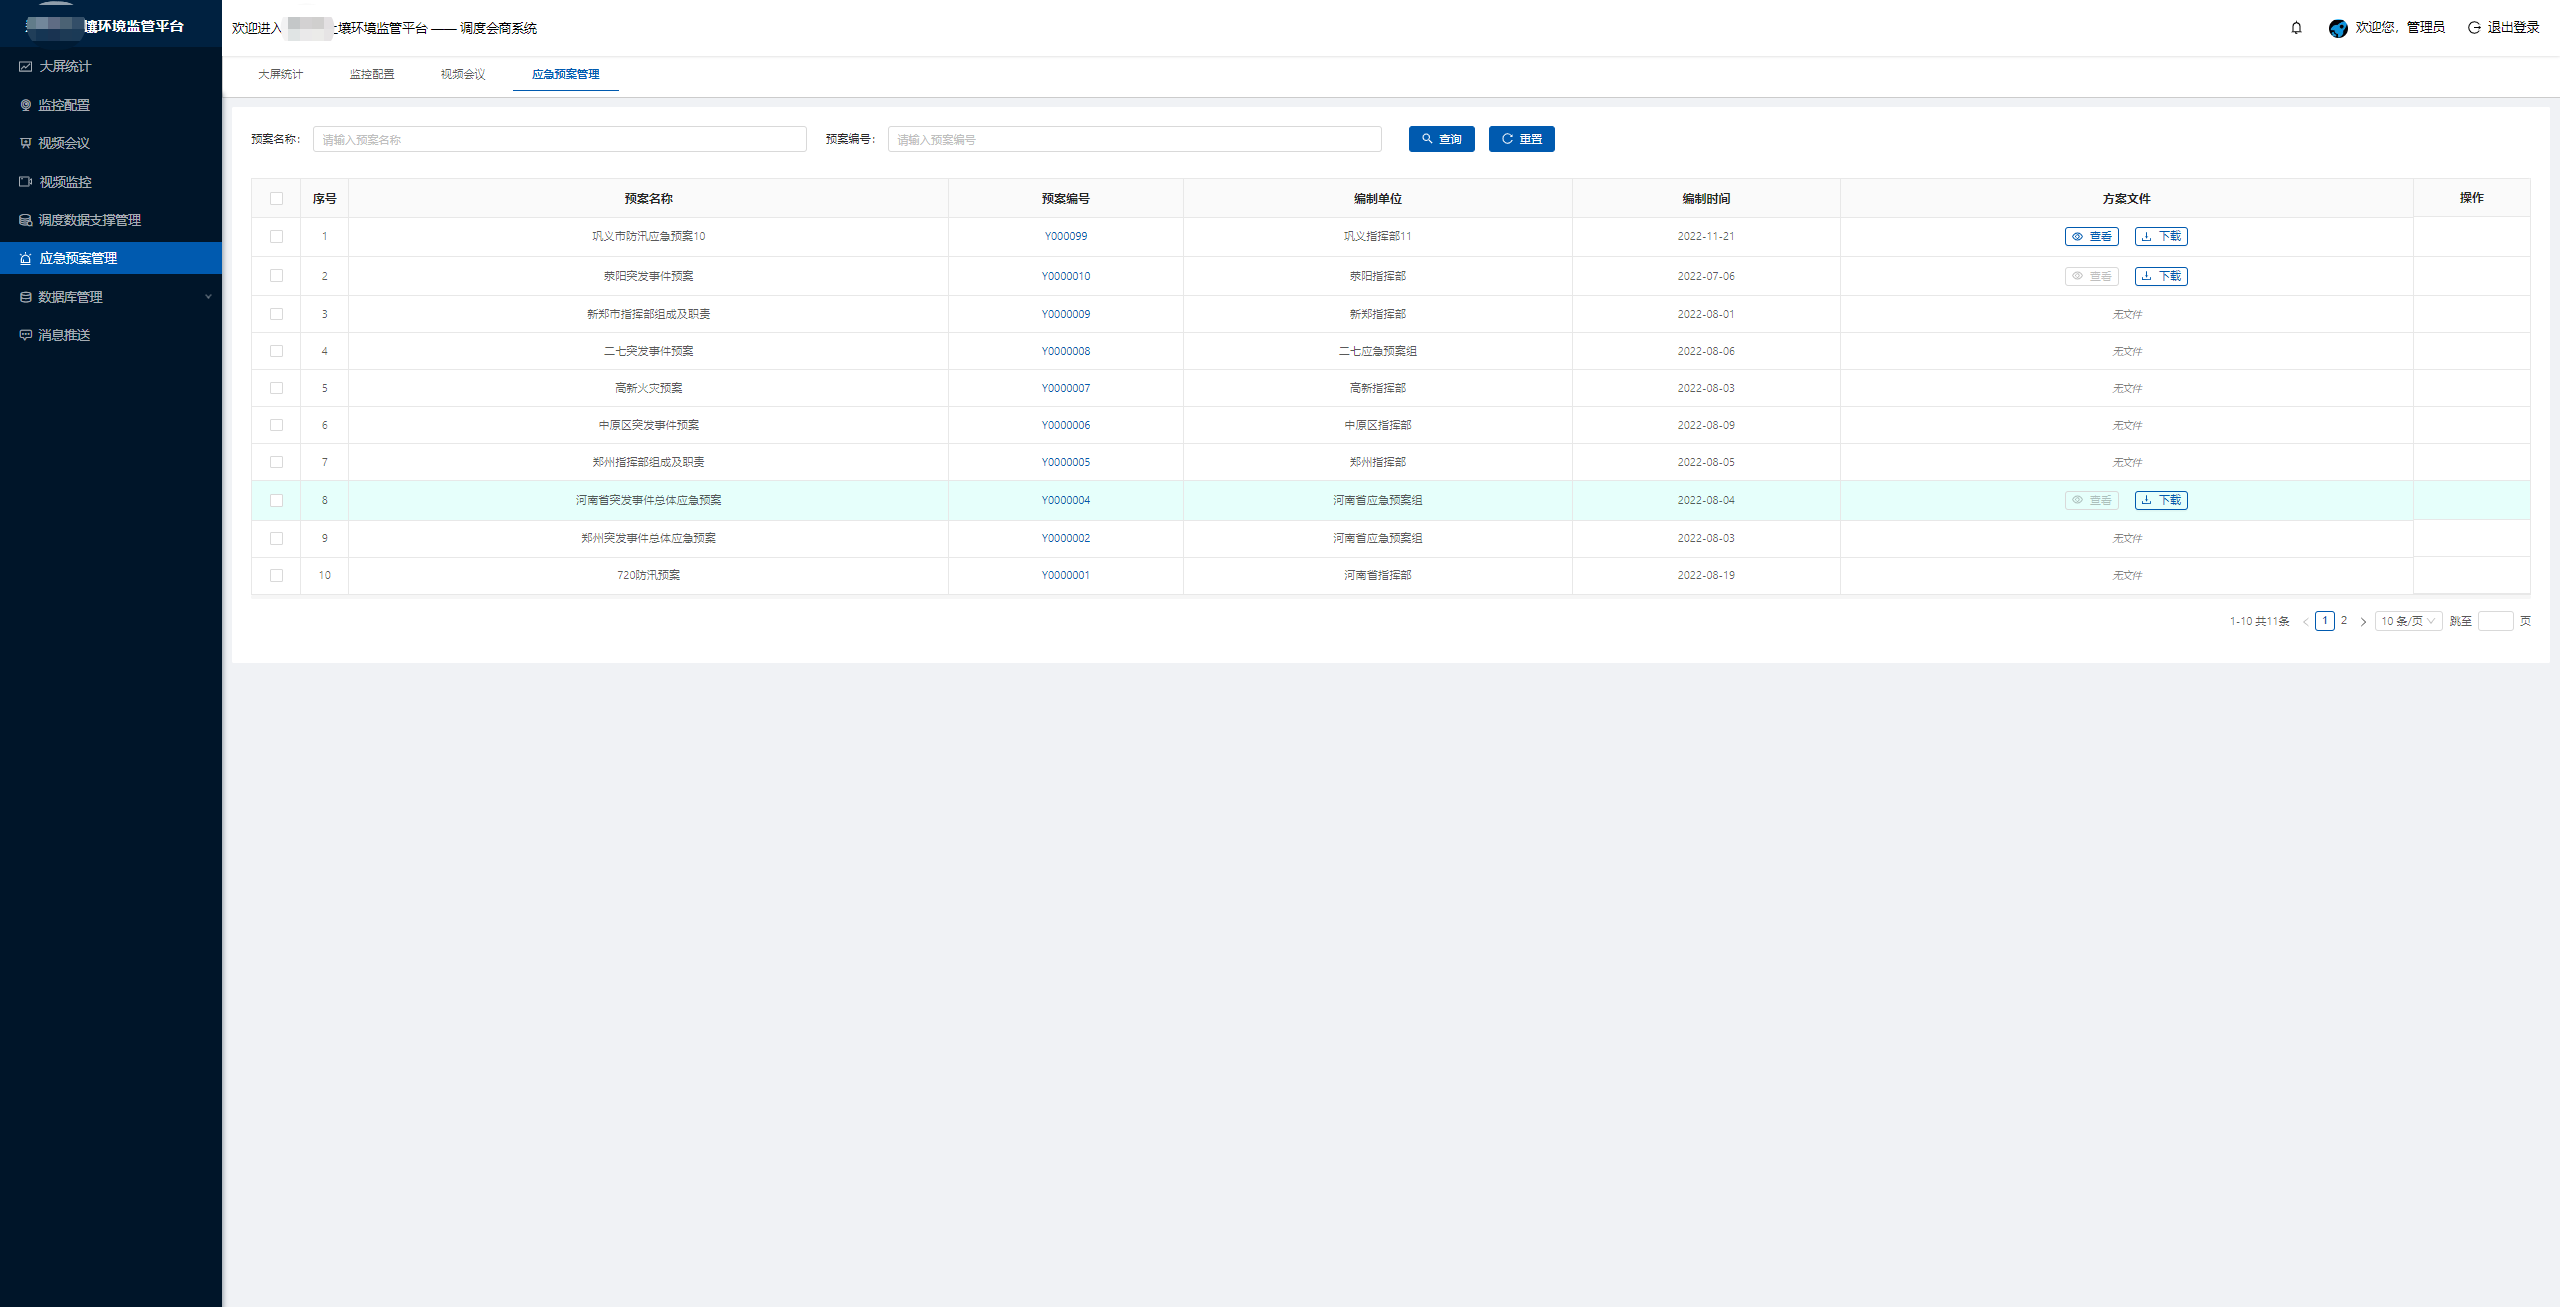 壤环境监管平台
大屏统计
监控配置
视频会议
视频监控
调度数据支撑管理
应急预案管理
数据库管理
消息推送
欢迎进入 壤环境监管平台 —— 调度会商系统
欢迎您，管理员 退出登录
大屏统计 监控配置 视频会议 应急预案管理
预案名称： 请输入预案名称 预案编号： 请输入预案编号 查询 重置
序号 预案名称 预案编号 编制单位 编制时间 方案文件 操作
1 巩义市防汛应急预案10 Y000099 巩义指挥部11 2022-11-21 查看 下载
2 荥阳突发事件预案 Y0000010 荥阳指挥部 2022-07-06 查看 下载
3 新郑市指挥部组成及职责 Y0000009 新郑指挥部 2022-08-01 无文件
4 二七突发事件预案 Y0000008 二七应急预案组 2022-08-06 无文件
5 高新火灾预案 Y0000007 高新指挥部 2022-08-03 无文件
6 中原区突发事件预案 Y0000006 中原区指挥部 2022-08-09 无文件
7 郑州指挥部组成及职责 Y0000005 郑州指挥部 2022-08-05 无文件
8 河南省突发事件总体应急预案 Y0000004 河南省应急预案组 2022-08-04 查看 下载
9 郑州突发事件总体应急预案 Y0000002 河南省应急预案组 2022-08-03 无文件
10 720防汛预案 Y0000001 河南省指挥部 2022-08-19 无文件
1-10 共11条 1 2 10 条/页 跳至 页